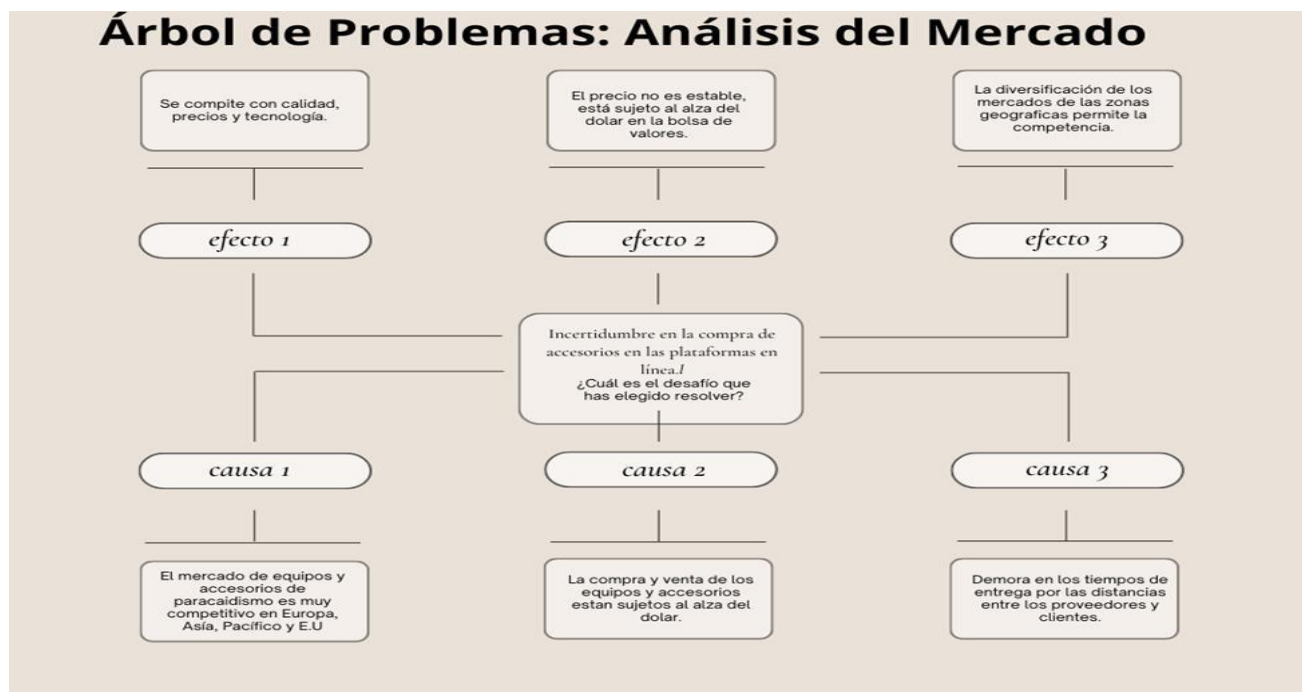 Árbol de Problemas: Análisis del Mercado
Se compite con calidad,
precios y tecnología.
El precio no es estable,
está sujeto al alza del
dolar en la bolsa de
valores.
La diversificación de los
mercados de las zonas
geograficas permite la
competencia.
efecto 1
efecto 2
efecto 3
Incertidumbre en la compra de
accesorios en las plataformas en
línea.l
¿Cuál es el desafío que
has elegido resolver?
causa 1
causa 2
causa 3
El mercado de equipos y
accesorios de
paracaidismo es muy
competitivo en Europa,
Asía, Pacífico y E.U
La compra y venta de los
equipos y accesorios
estan sujetos al alza del
dolar.
Demora en los tiempos de
entrega por las distancias
entre los proveedores y
clientes.